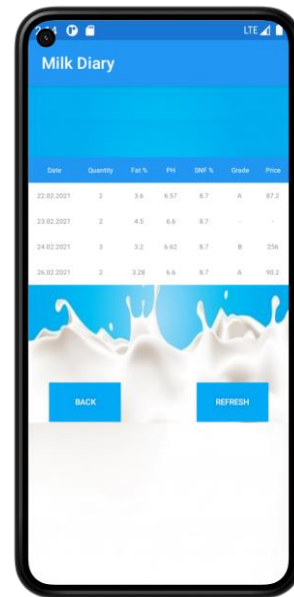 LTE
Milk Diary
Date Quantity Fat % PH SNF % Grade Price
22.02.2021 2 3.6 6.57 8.7 A 87.2
23.02.2021 2 4.5 6.6 8.7 - -
24.02.2021 3 3.2 6.62 8.7 B 256
26.02.2021 2 3.28 6.6 8.7 A 90.2
BACK REFRESH